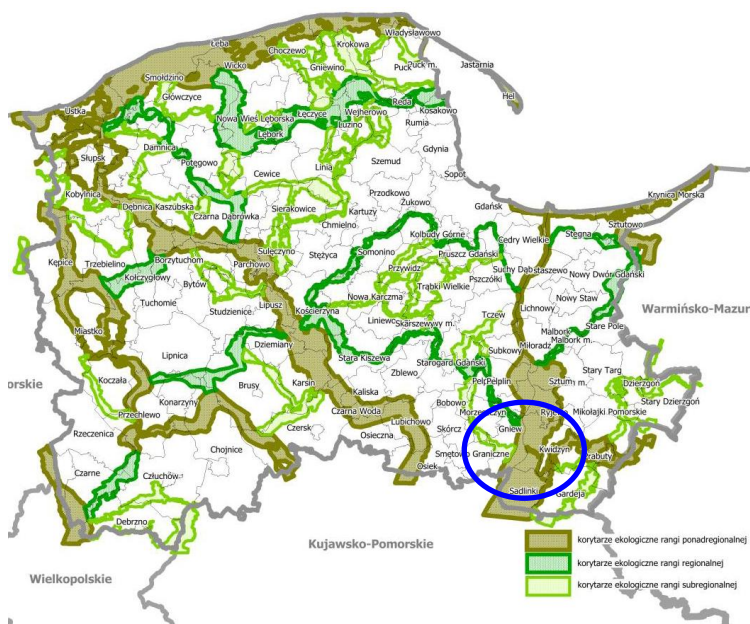 Władysławowo
Łeba
Choczewo
Krokowa
Wicko
Gniewino
Puck
Puck m.
Jastarnia
Smołdzino
Hel
Główczyce
Ustka
Nowa Wieś Lęborska
Łęczyce
Wejherowo
Reda
Kosakowo
Lębork
Luzino
Rumia
Damnica
Słupsk
Potęgowo
Gdynia
Cewice
Linia
Szemud
Sopot
Kobylnica
Przodkowo
Dębnica Kaszubska
Czarna Dąbrówka
Sierakowice
Kartuzy
Żukowo
Gdańsk
Krynica Morska
Chmielno
Sztutowo
Kolbudy Górne
Stegna
Kępice
Trzebielino
Borzytuchom
Sulęczyno
Stężyca
Somonino
Pruszcz Gdański
Cedry Wielkie
Parchowo
Przywidz
Suchy Dąb
Ostaszewo
Nowy Dwór Gdański
Kołczygłowy
Bytów
Trąbki Wielkie
Pszczółki
Tuchomie
Studzienice
Lipusz
Nowa Karczma
Nowy Staw
Warmińsko-Mazur
Kościerzyna
Liniewo
Skarszewy m.
Tczew
Lichnowy
Miastko
Malbork
Stare Pole
Malbork m.
Dziemiany
Subkowy
Miłoradz
Lipnica
Stara Kiszewa
Starogard Gdański
Stary Targ
orskie
Koczała
Brusy
Karsin
Zblewo
Pelplin
Sztum m.
Dzierzgoń
Konarzyny
Kaliska
Bobowo
Stary Dzierzgoń
Przechlewo
Czarna Woda
Ryjewo
Mikołajki Pomorskie
Rzeczenica
Czersk
Lubichowo
Skórcz
Gniew
Chojnice
Osieczna
Smętowo Graniczne
Kwidzyn
Prabuty
Czarne
Człuchów
Osiek
Sadlinki
Gardeja
Debrzno
Kujawsko-Pomorskie
Wielkopolskie
korytarze ekologiczne rangi ponadregionalnej
korytarze ekologiczne rangi regionalnej
korytarze ekologiczne rangi subregionalnej